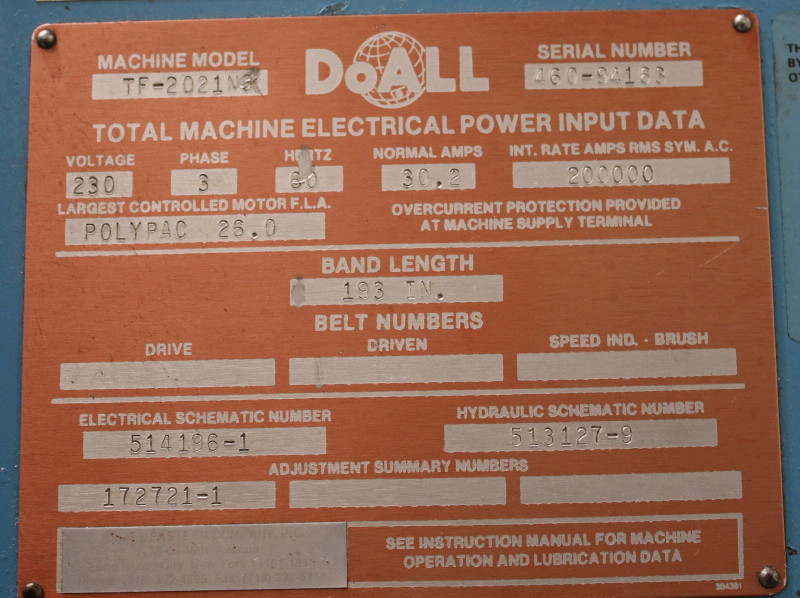 MACHINE MODEL
DOALL
SERIAL NUMBER
TF-2021N
460-94163
TOTAL MACHINE ELECTRICAL POWER INPUT DATA
VOLTAGE PHASE HERTZ NORMAL AMPS INT. RATE AMPS RMS SYM. A.C.
230 3 60 30.2 200000
LARGEST CONTROLLED MOTOR F.L.A.
POLYPAC 26.0
OVERCURRENT PROTECTION PROVIDED
AT MACHINE SUPPLY TERMINAL
BAND LENGTH
193 IN.
BELT NUMBERS
DRIVE DRIVEN SPEED IND. - BRUSH
ELECTRICAL SCHEMATIC NUMBER HYDRAULIC SCHEMATIC NUMBER
514196-1 513127-9
ADJUSTMENT SUMMARY NUMBERS
172721-1
SEE INSTRUCTION MANUAL FOR MACHINE
OPERATION AND LUBRICATION DATA
TH
BY
OT